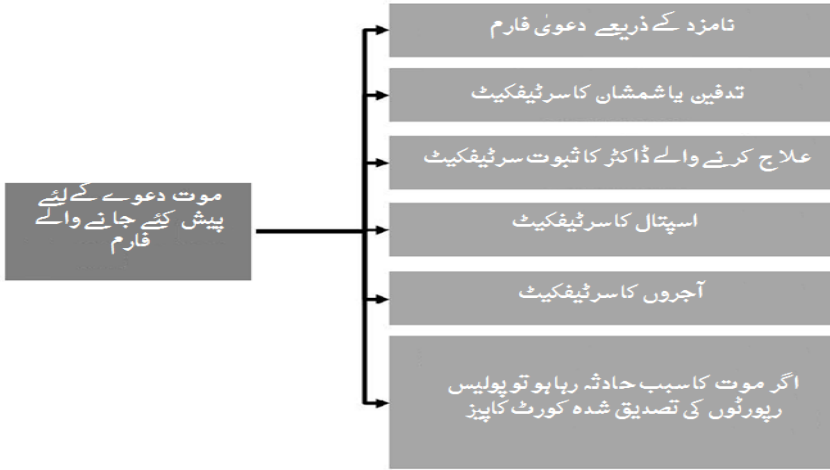 موت دعوے کے لئے
پیش کئے جانے والے
فارم
نامزد کے ذریعے دعویٰ فارم
تدفین یا شمشان کا سرٹیفکیٹ
علاج کرنے والے ڈاکٹر کا ثبوت سرٹیفکیٹ
اسپتال کا سرٹیفکیٹ
آجروں کا سرٹیفکیٹ
اگر موت کا سبب حادثہ رہا ہو تو پولیس
رپورٹوں کی تصدیق شدہ کورٹ کاپیز